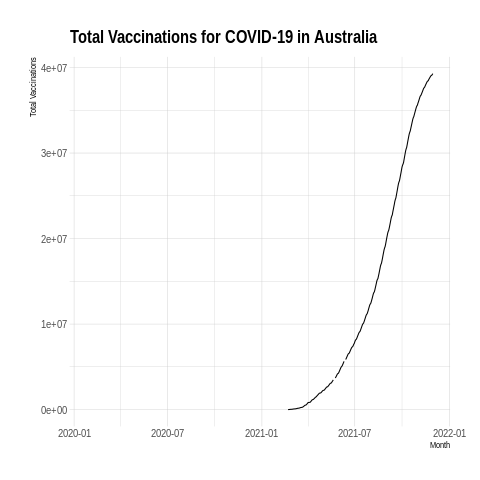 Total Vaccinations for COVID-19 in Australia
Total Vaccinations
4e+07
3e+07
2e+07
1e+07
0e+00
2020-01 2020-07 2021-01 2021-07 2022-01
Month